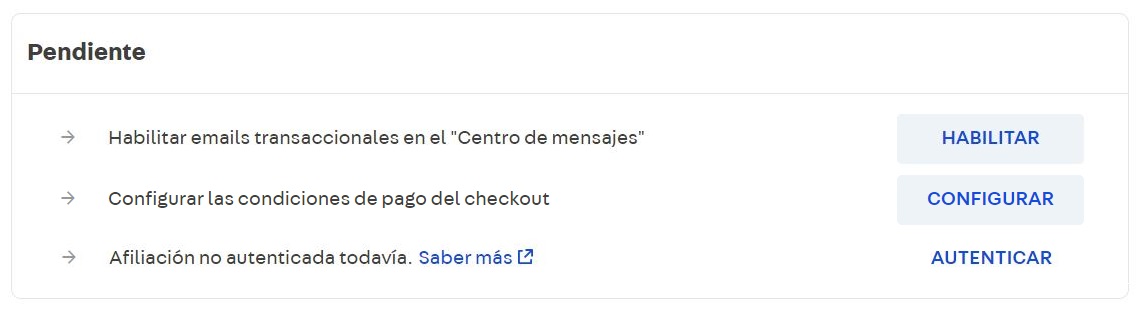 Pendiente
Habilitar emails transaccionales en el "Centro de mensajes" HABILITAR
Configurar las condiciones de pago del checkout CONFIGURAR
Afiliación no autenticada todavía. Saber más AUTENTICAR